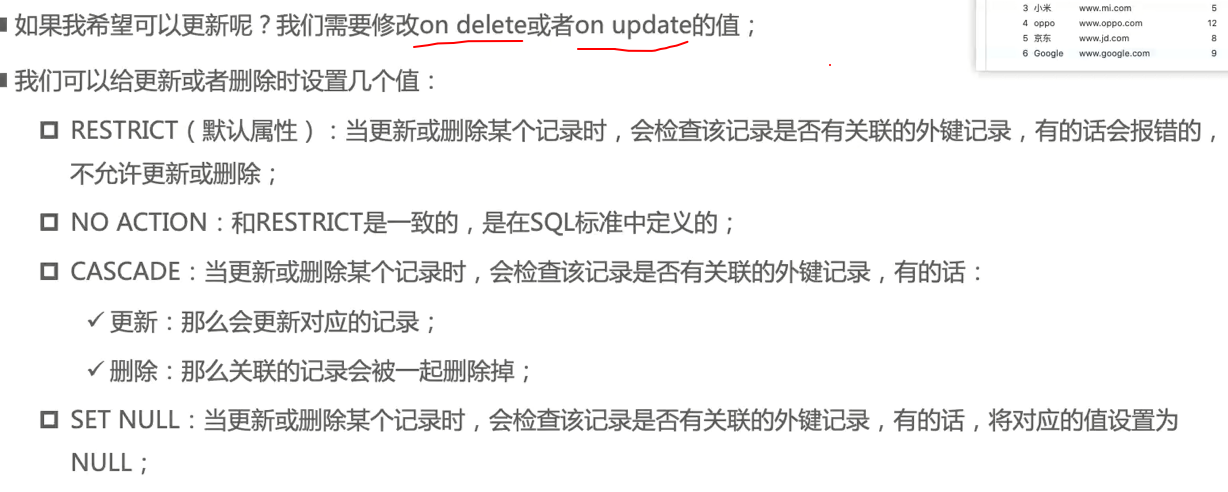 3 小米 www.mi.com 5
4 oppo www.oppo.com 12
5 京东 www.jd.com 8
6 Google www.google.com 9
如果我希望可以更新呢？我们需要修改on delete或者on update的值；
我们可以给更新或者删除时设置几个值：
RESTRICT（默认属性）：当更新或删除某个记录时，会检查该记录是否有关联的外键记录，有的话会报错的，
不允许更新或删除；
NO ACTION：和RESTRICT是一致的，是在SQL标准中定义的；
CASCADE：当更新或删除某个记录时，会检查该记录是否有关联的外键记录，有的话：
更新：那么会更新对应的记录；
删除：那么关联的记录会被一起删除掉；
SET NULL：当更新或删除某个记录时，会检查该记录是否有关联的外键记录，有的话，将对应的值设置为
NULL；